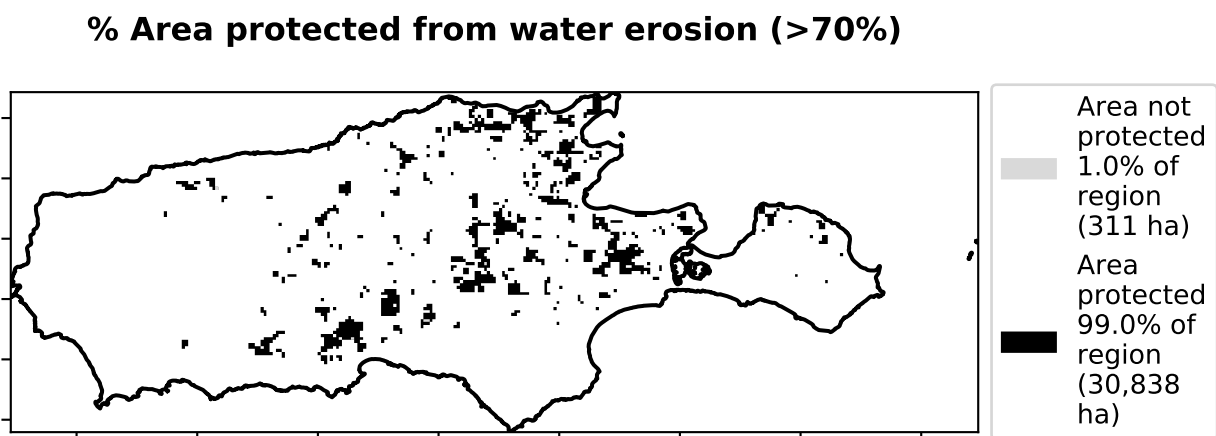 % Area protected from water erosion (>70%)
Area not
protected
1.0% of
region
(311 ha)
Area
protected
99.0% of
region
(30,838
ha)